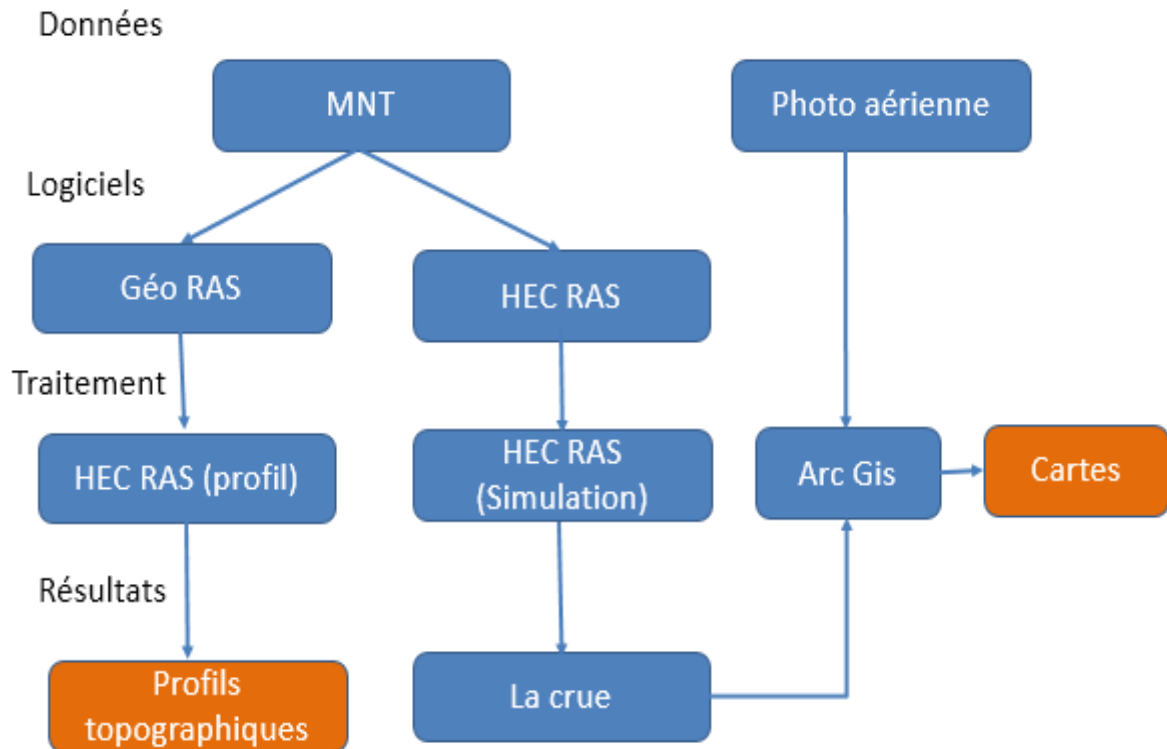 Données
MNT
Photo aérienne
Logiciels
Géo RAS
HEC RAS
Traitement
HEC RAS (profil)
HEC RAS
(Simulation)
Arc Gis
Cartes
Résultats
Profils
topographiques
La crue